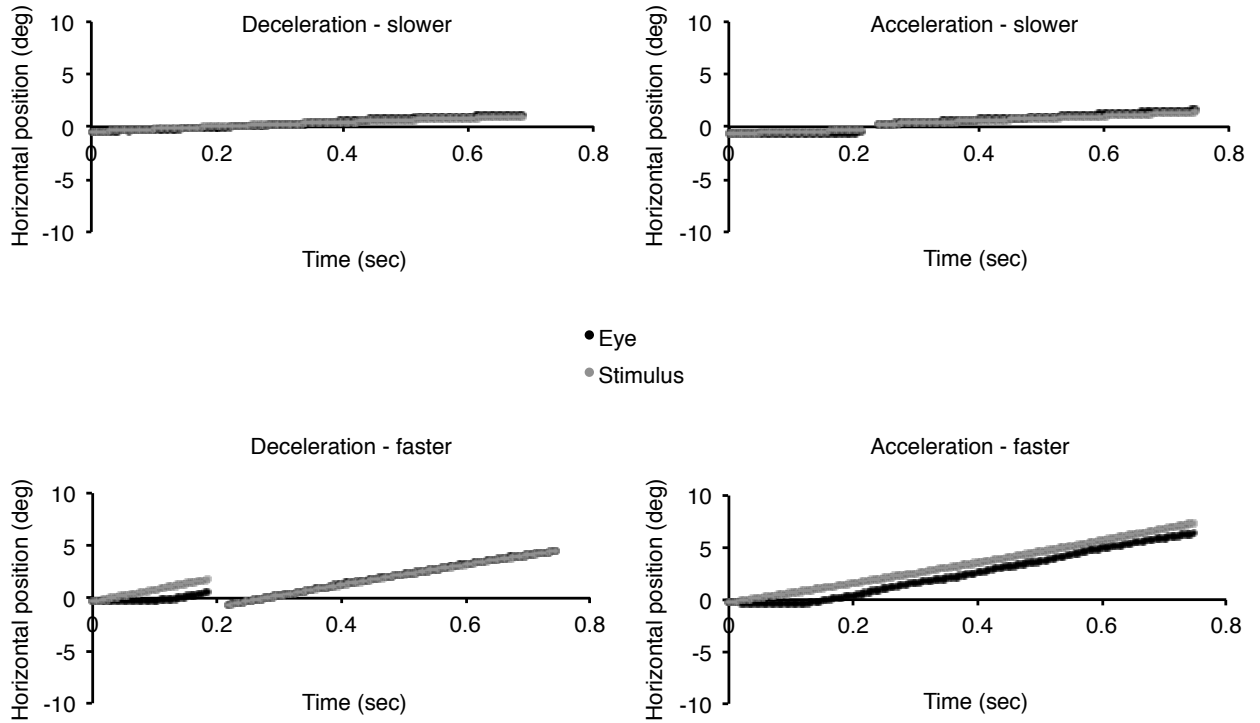 Deceleration - slower
Horizontal position (deg)
10
5
0
-5
-10
0
0.2
0.4
0.6
0.8
Time (sec)
Acceleration - slower
Horizontal position (deg)
10
5
0
-5
-10
0
0.2
0.4
0.6
0.8
Time (sec)
Eye
Stimulus
Deceleration - faster
Horizontal position (deg)
10
5
0
-5
-10
0
0.2
0.4
0.6
0.8
Time (sec)
Acceleration - faster
Horizontal position (deg)
10
5
0
-5
-10
0
0.2
0.4
0.6
0.8
Time (sec)